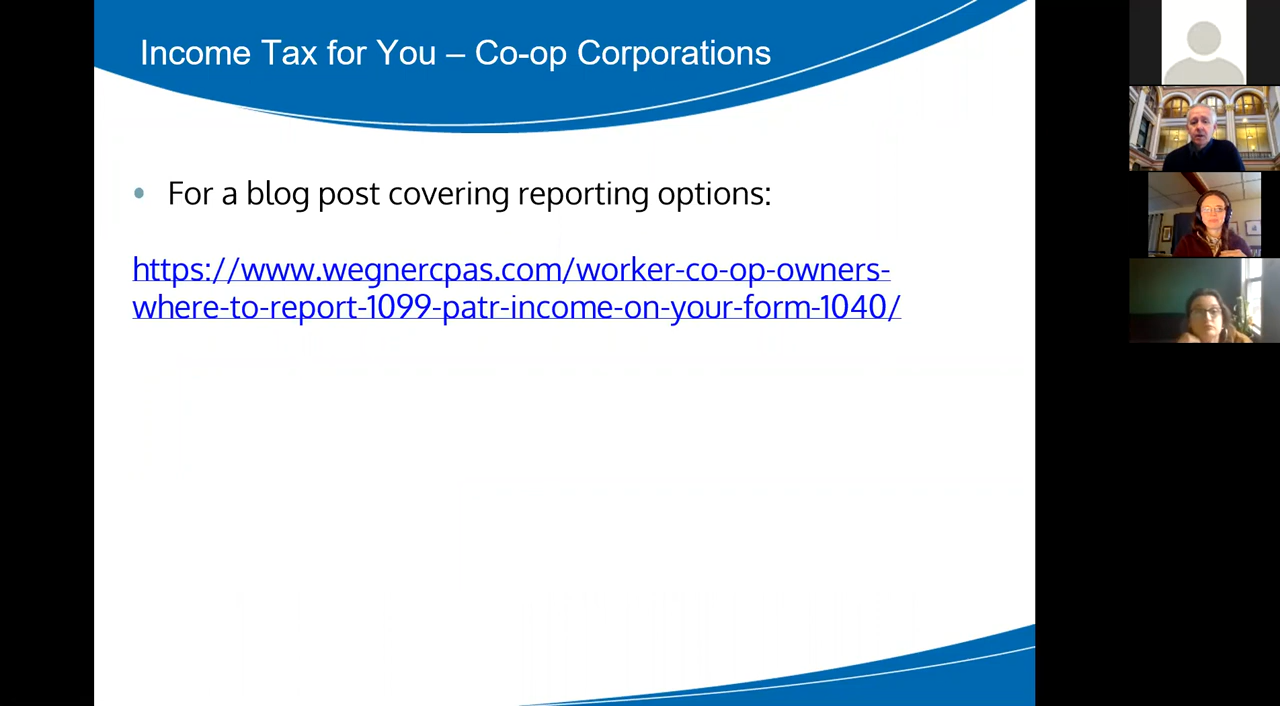 Income Tax for You – Co-op Corporations
• For a blog post covering reporting options:
https://www.wegnercpas.com/worker-co-op-owners-
where-to-report-1099-patr-income-on-your-form-1040/